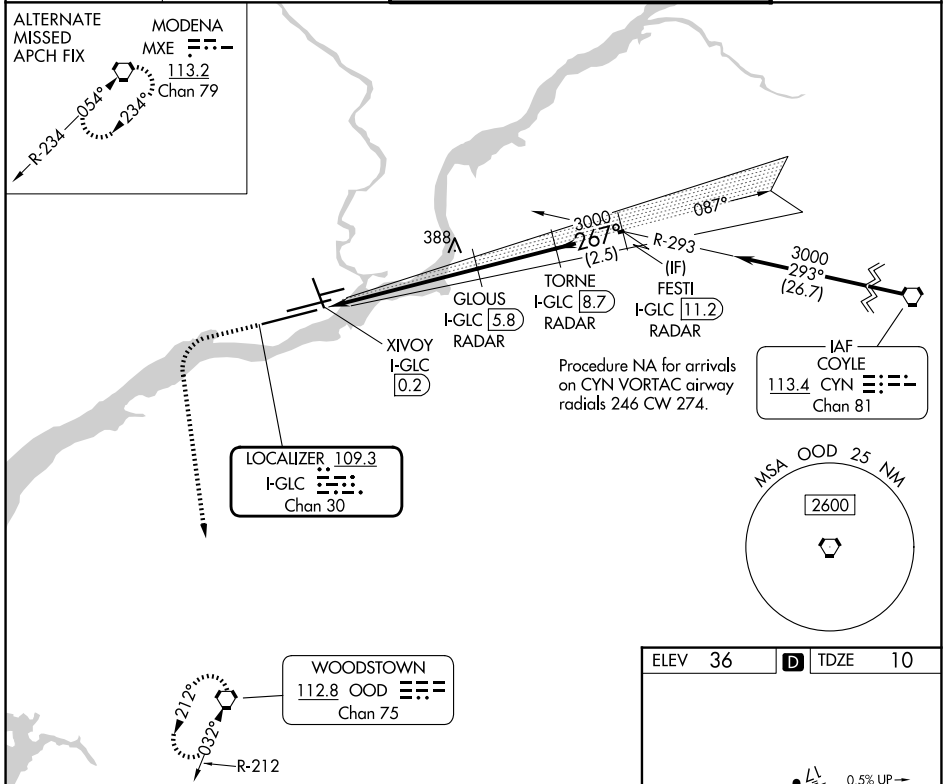 ALTERNATE
MISSED
APCH FIX
MODENA
MXE
113.2
Chan 79
054°
234°
R-234
388
3000
267°
(2.5)
087°
R-293
3000
293°
(26.7)
GLOUS
I-GLC 5.8
RADAR
TORNE
I-GLC 8.7
RADAR
(IF)
FESTI
I-GLC 11.2
RADAR
XIVOY
I-GLC
0.2
Procedure NA for arrivals
on CYN VORTAC airway
radials 246 CW 274.
IAF
COYLE
113.4 CYN
Chan 81
LOCALIZER 109.3
I-GLC
Chan 30
MSA OOD 25 NM
2600
WOODSTOWN
112.8 OOD
Chan 75
212°
032°
R-212
ELEV 36 D TDZE 10
0.5% UP